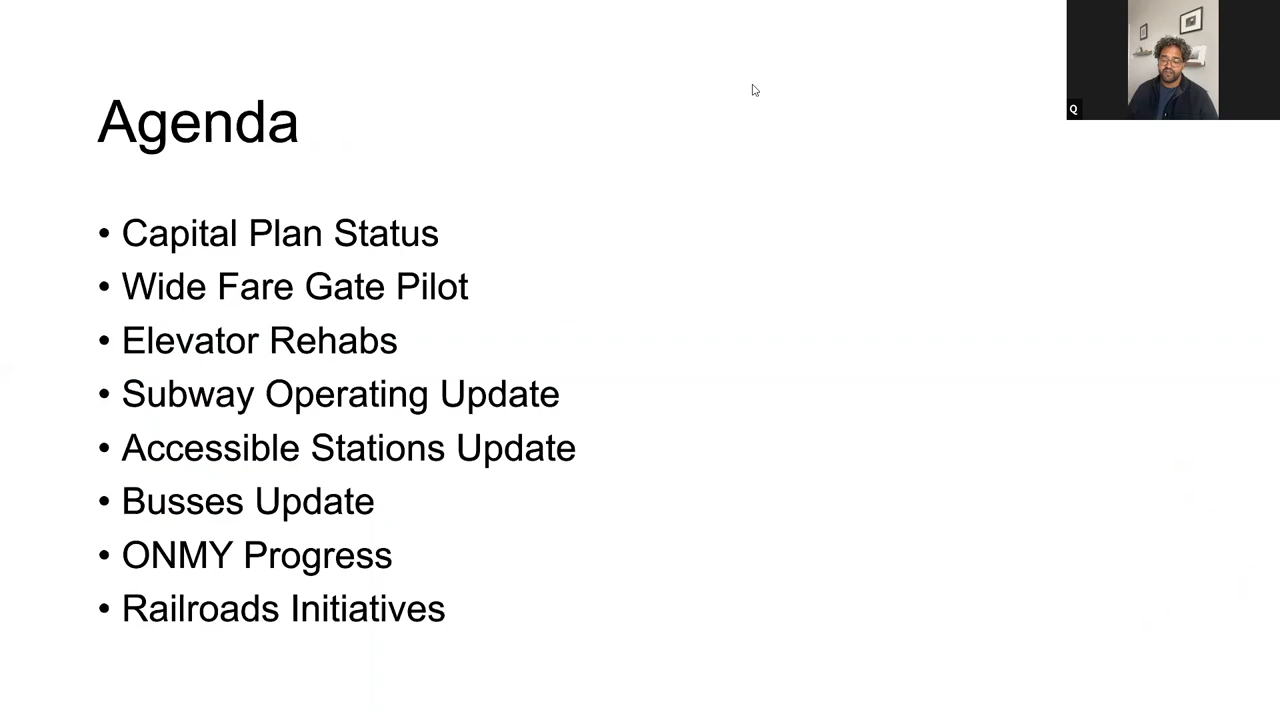 Agenda
• Capital Plan Status
• Wide Fare Gate Pilot
• Elevator Rehabs
• Subway Operating Update
• Accessible Stations Update
• Busses Update
• ONMY Progress
• Railroads Initiatives
Q